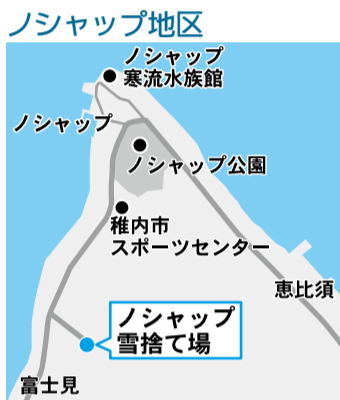 ノシャップ地区
ノシャップ
寒流水族館
ノシャップ
ノシャップ公園
稚内市
スポーツセンター
恵比須
ノシャップ
雪捨て場
富士見